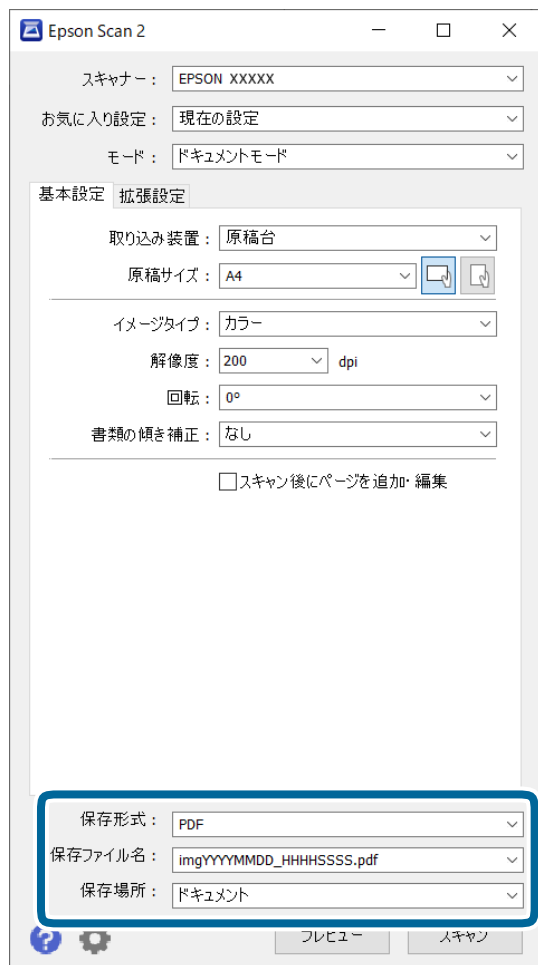 Epson Scan 2
スキャナー： EPSON XXXXX
お気に入り設定： 現在の設定
モード： ドキュメントモード
基本設定 拡張設定
取り込み装置： 原稿台
原稿サイズ： A4
イメージタイプ： カラー
解像度： 200 dpi
回転： 0°
書類の傾き補正： なし
スキャン後にページを追加・編集
保存形式： PDF
保存ファイル名： imgYYYYMMDD_HHHHSSSS.pdf
保存場所： ドキュメント
? プレビュー スキャン